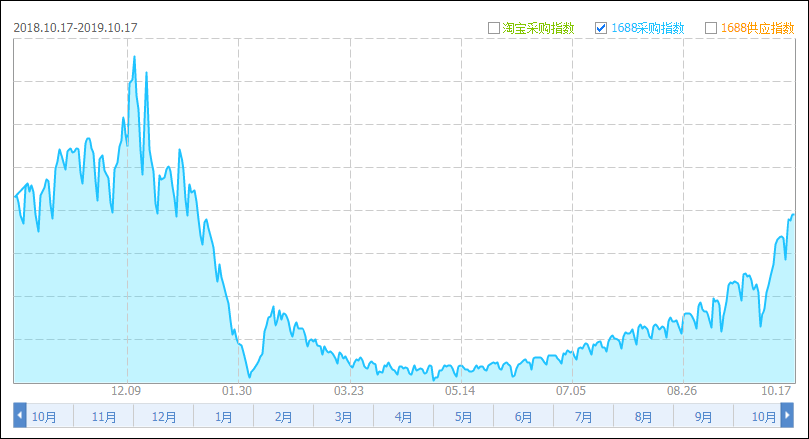 2018.10.17-2019.10.17 淘宝采购指数 1688采购指数 1688供应指数
12.09 01.30 03.23 05.14 07.05 08.26 10.17
10月 11月 12月 1月 2月 3月 4月 5月 6月 7月 8月 9月 10月